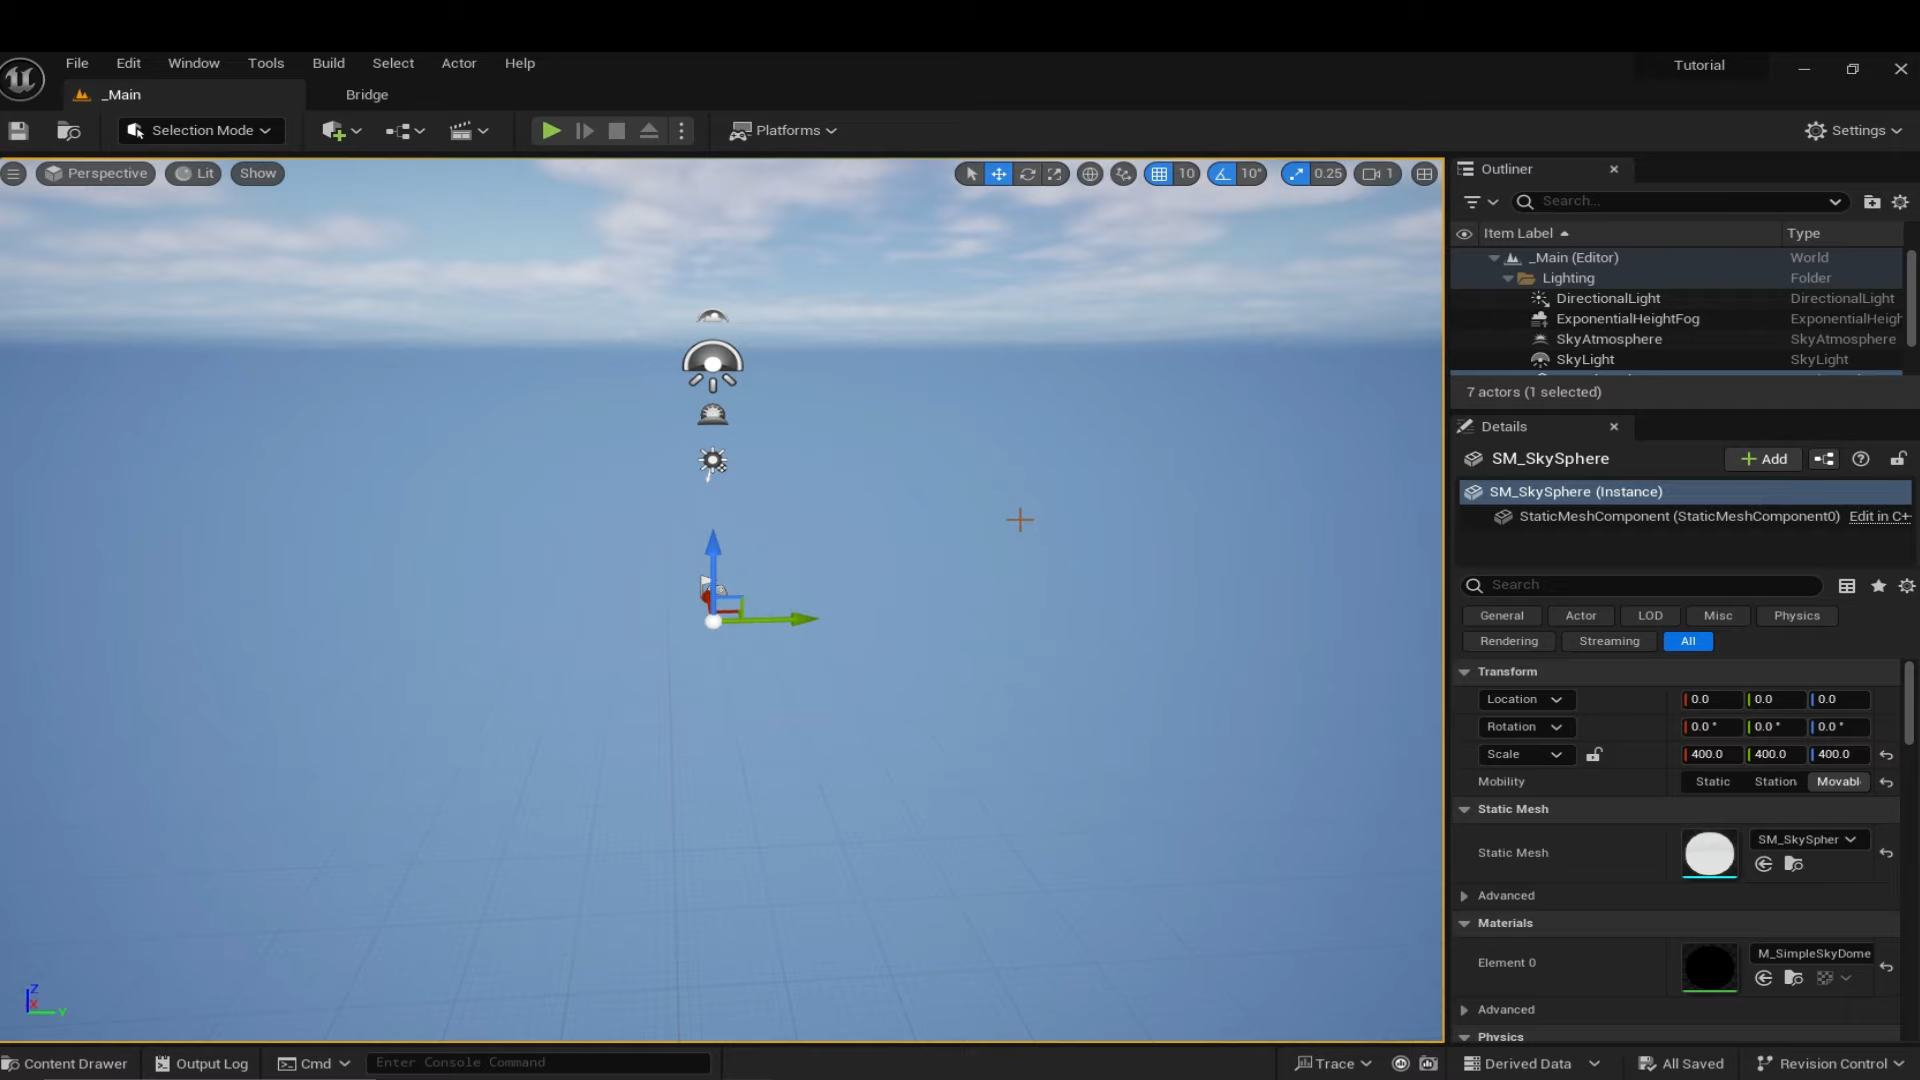 File Edit Window Tools Build Select Actor Help
Tutorial
_Main
Bridge
Selection Mode
Platforms
Settings
Perspective
Lit
Show
10
10°
0.25
1
Outliner
Search...
Item Label
Type
_Main (Editor)
World
Lighting
Folder
DirectionalLight
DirectionalLight
ExponentialHeightFog
ExponentialHeigh
SkyAtmosphere
SkyAtmosphere
SkyLight
SkyLight
7 actors (1 selected)
Details
SM_SkySphere
Add
SM_SkySphere (Instance)
StaticMeshComponent (StaticMeshComponent0)
Edit in C+
Search
General
Actor
LOD
Misc
Physics
Rendering
Streaming
All
Transform
Location
0.0
0.0
0.0
Rotation
0.0 °
0.0 °
0.0 °
Scale
400.0
400.0
400.0
Mobility
Static
Station
Movabl
Static Mesh
Static Mesh
SM_SkySpher
Advanced
Materials
Element 0
M_SimpleSkyDome
Advanced
Physics
Z
X
Y
Content Drawer
Output Log
Cmd
Enter Console Command
Trace
Derived Data
All Saved
Revision Control